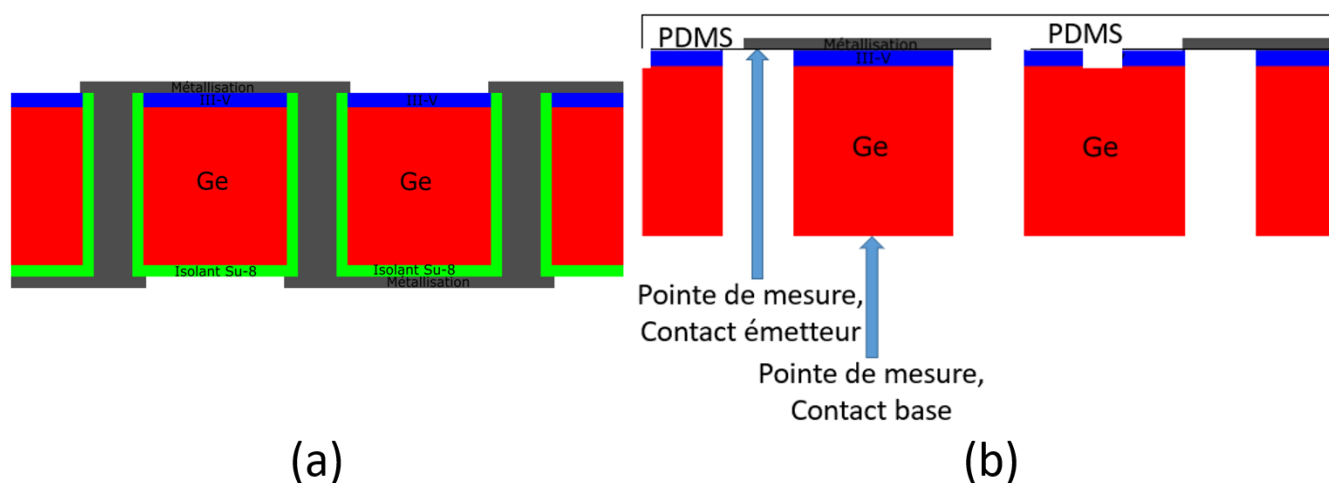 Métallisation
III-V
III-V
Ge
Ge
Isolant Su-8
Isolant Su-8
Métallisation
(a)
PDMS
PDMS
Métallisation
III-V
Ge
Ge
Pointe de mesure,
Contact émetteur
Pointe de mesure,
Contact base
(b)